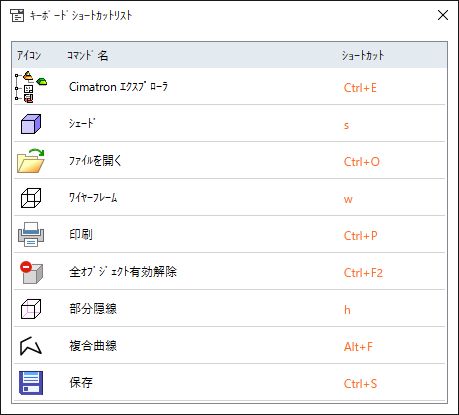 ｷｰﾎﾞｰﾄﾞｼｮｰﾄｶｯﾄﾘｽﾄ
ｱｲｺﾝ ｺﾏﾝﾄﾞ名 ｼｮｰﾄｶｯﾄ
Cimatron ｴｸｽﾌﾟﾛｰﾗ Ctrl+E
ｼｪｰﾄﾞ s
ﾌｧｲﾙを開く Ctrl+O
ﾜｲﾔｰﾌﾚｰﾑ w
印刷 Ctrl+P
全ｵﾌﾞｼﾞｪｸﾄ有効解除 Ctrl+F2
部分隠線 h
複合曲線 Alt+F
保存 Ctrl+S